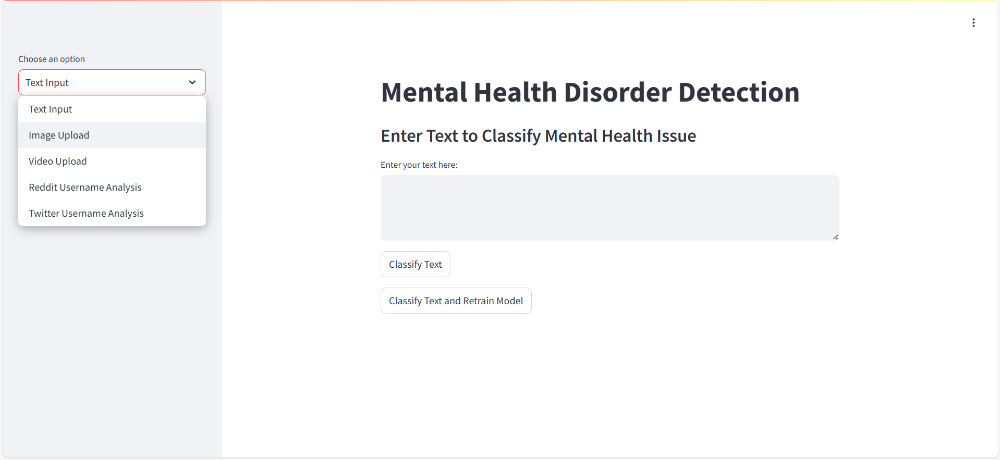 Choose an option
Text Input
Text Input
Image Upload
Video Upload
Reddit Username Analysis
Twitter Username Analysis
Mental Health Disorder Detection
Enter Text to Classify Mental Health Issue
Enter your text here:
Classify Text
Classify Text and Retrain Model